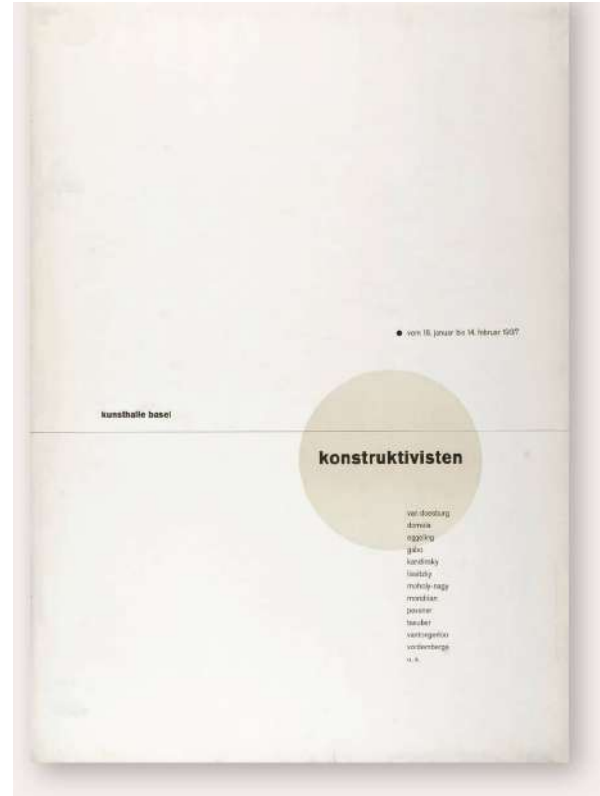 vom 16. januar bis 14. februar 1937
kunsthalle basel
konstruktivisten
van doesburg
domela
eggeling
gabo
kandinsky
lissitzky
moholy-nagy
mondrian
pevsner
taeuber
vantongerloo
vordemberge
u. a.